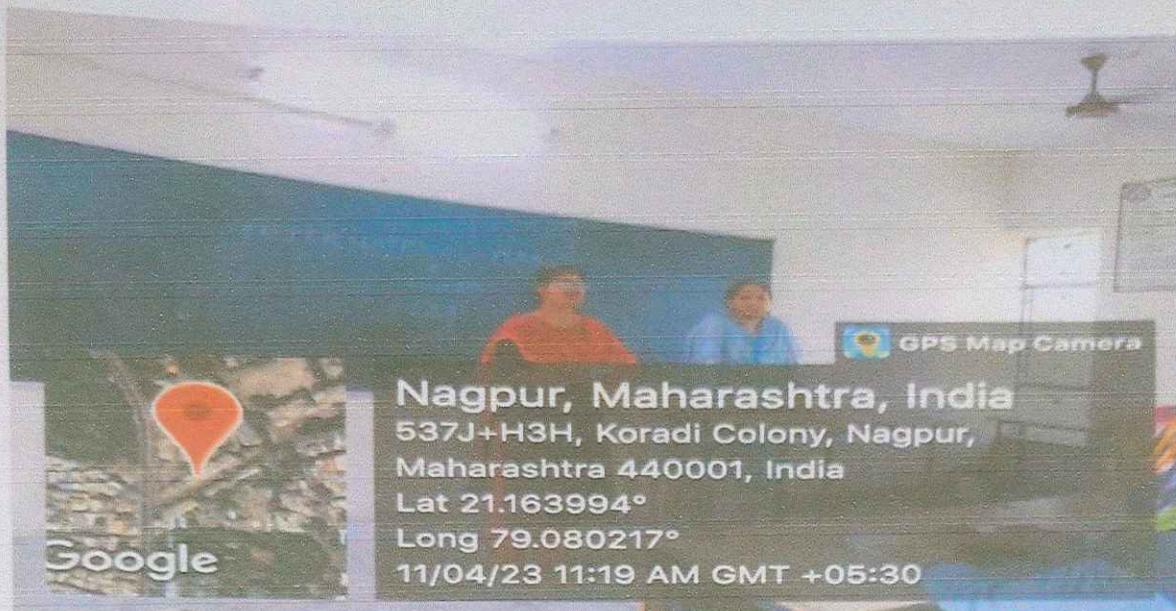 GPS Map Camera
Nagpur, Maharashtra, India
537J+H3H, Koradi Colony, Nagpur,
Maharashtra 440001, India
Lat 21.163994°
Long 79.080217°
11/04/23 11:19 AM GMT +05:30
Google